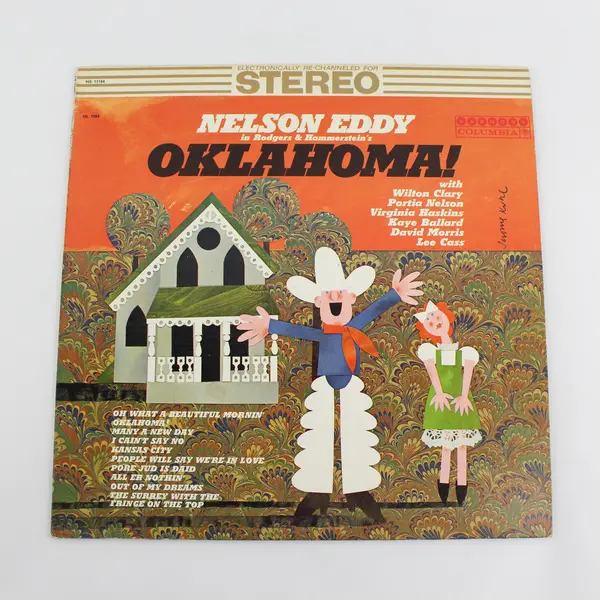 ELECTRONICALLY RE-CHANNELED FOR
STEREO
NELSON EDDY
in Rodgers & Hammerstein's
OKLAHOMA!
HARMONY
COLUMBIA
with
Wilton Clary
Portia Nelson
Virginia Haskins
Kaye Ballard
David Morris
Lee Cass
OH WHAT A BEAUTIFUL MORNIN'
OKLAHOMA!
MANY A NEW DAY
I CAIN'T SAY NO
KANSAS CITY
PEOPLE WILL SAY WE'RE IN LOVE
PORE JUD IS DAID
ALL ER NOTHIN'
OUT OF MY DREAMS
THE SURREY WITH THE
FRINGE ON THE TOP